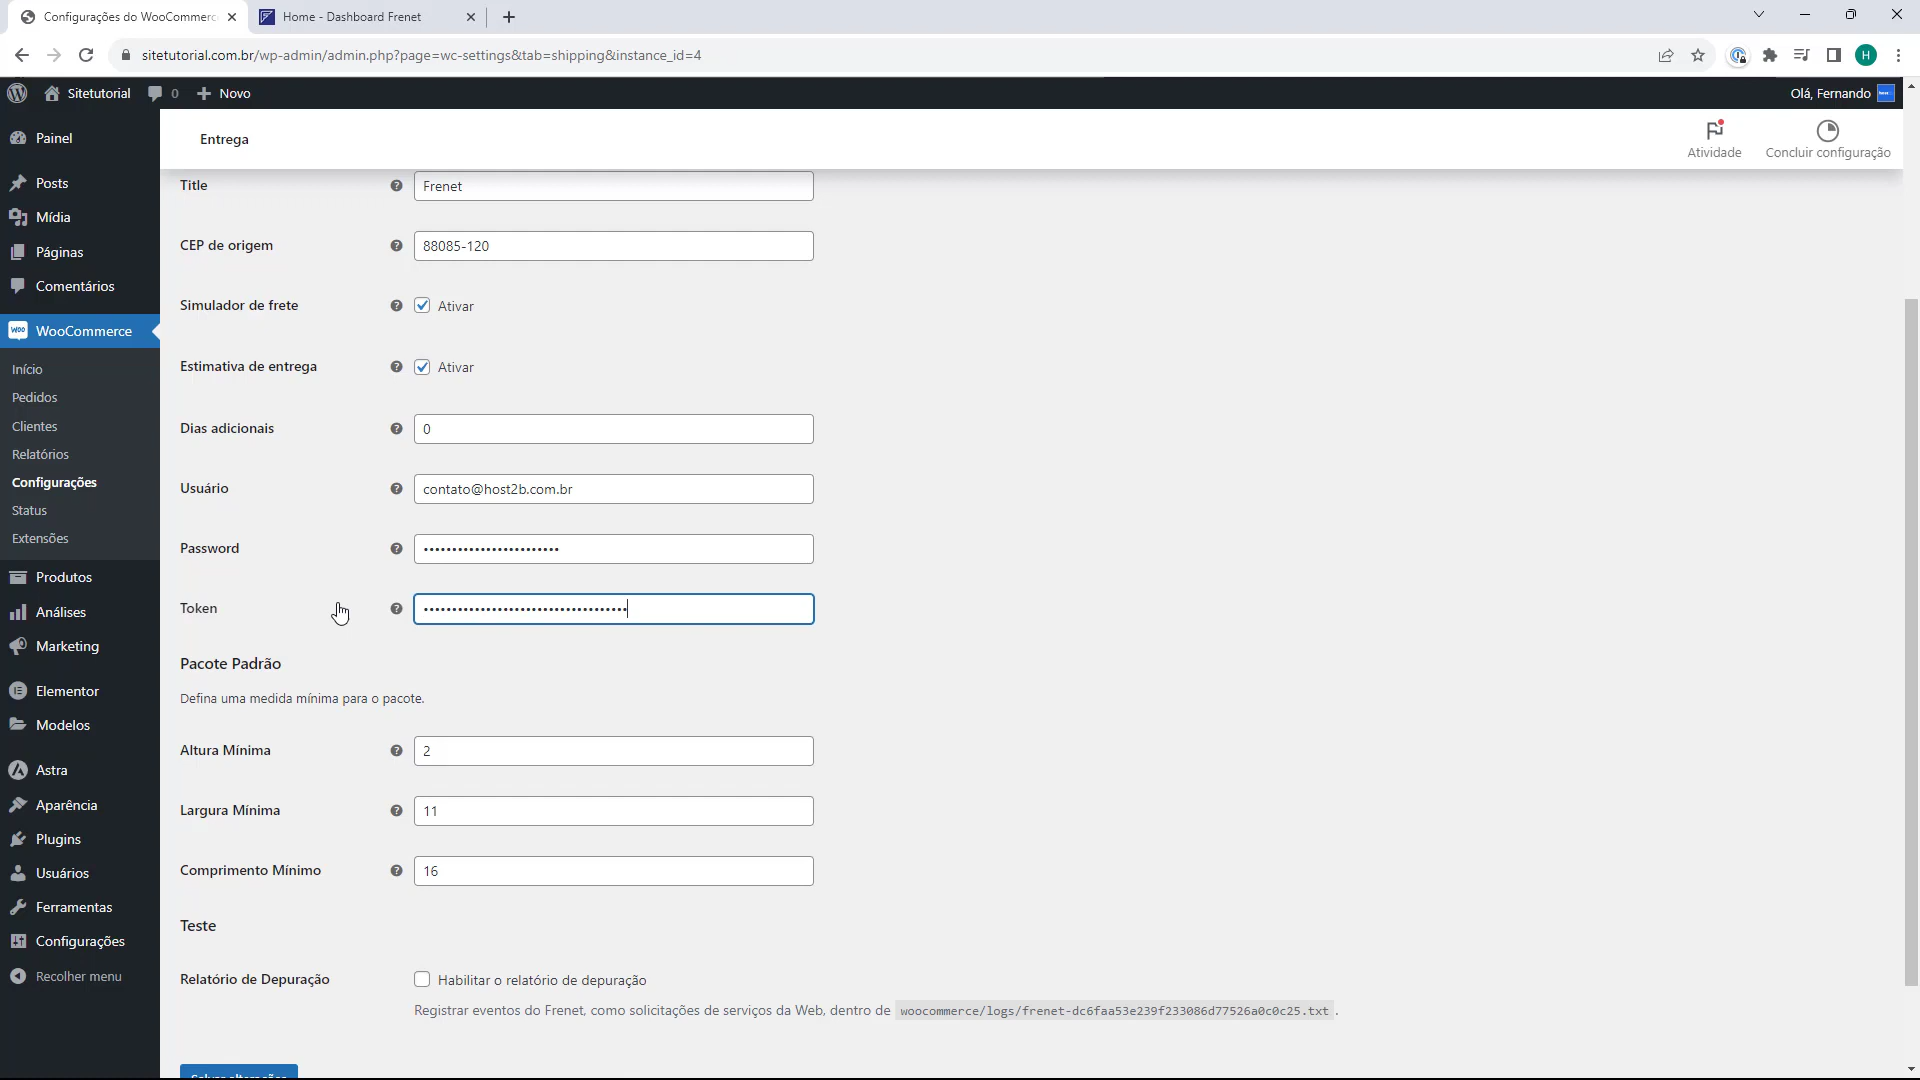 Configurações do WooCommerc
Home - Dashboard Frenet
sitetutorial.com.br/wp-admin/admin.php?page=wc-settings&tab=shipping&instance_id=4
H
Sitetutorial
0
Novo
Olá, Fernando
Painel
Posts
Mídia
Páginas
Comentários
WooCommerce
Início
Pedidos
Clientes
Relatórios
Configurações
Status
Extensões
Produtos
Análises
Marketing
Elementor
Modelos
Astra
Aparência
Plugins
Usuários
Ferramentas
Configurações
Recolher menu
Entrega
Atividade
Concluir configuração
Title
Frenet
CEP de origem
88085-120
Simulador de frete
Ativar
Estimativa de entrega
Ativar
Dias adicionais
0
Usuário
contato@host2b.com.br
Password
Token
Pacote Padrão
Defina uma medida mínima para o pacote.
Altura Mínima
2
Largura Mínima
11
Comprimento Mínimo
16
Teste
Relatório de Depuração
Habilitar o relatório de depuração
Registrar eventos do Frenet, como solicitações de serviços da Web, dentro de woocommerce/logs/frenet-dc6faa53e239f233086d77526a0c0c25.txt .
Salvar alterações